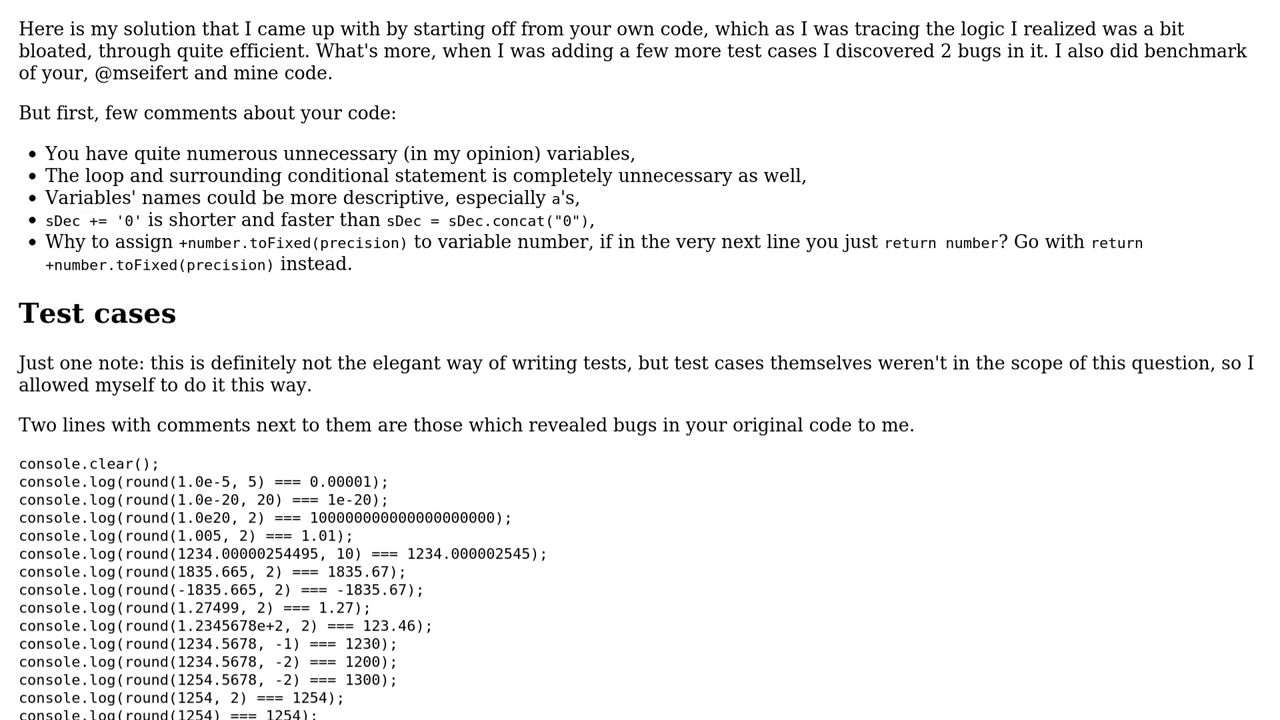 Here is my solution that I came up with by starting off from your own code, which as I was tracing the logic I realized was a bit
bloated, through quite efficient. What's more, when I was adding a few more test cases I discovered 2 bugs in it. I also did benchmark
of your, @mseifert and mine code.
But first, few comments about your code:
• You have quite numerous unnecessary (in my opinion) variables,
• The loop and surrounding conditional statement is completely unnecessary as well,
• Variables' names could be more descriptive, especially a's,
• sDec += '0' is shorter and faster than sDec = sDec.concat("0"),
• Why to assign +number.toFixed(precision) to variable number, if in the very next line you just return number? Go with return
+number.toFixed(precision) instead.
Test cases
Just one note: this is definitely not the elegant way of writing tests, but test cases themselves weren't in the scope of this question, so I
allowed myself to do it this way.
Two lines with comments next to them are those which revealed bugs in your original code to me.
console.clear();
console.log(round(1.0e-5, 5) === 0.00001);
console.log(round(1.0e-20, 20) === 1e-20);
console.log(round(1.0e20, 2) === 100000000000000000000);
console.log(round(1.005, 2) === 1.01);
console.log(round(1234.00000254495, 10) === 1234.000002545);
console.log(round(1835.665, 2) === 1835.67);
console.log(round(-1835.665, 2) === -1835.67);
console.log(round(1.27499, 2) === 1.27);
console.log(round(1.2345678e+2, 2) === 123.46);
console.log(round(1234.5678, -1) === 1230);
console.log(round(1234.5678, -2) === 1200);
console.log(round(1254.5678, -2) === 1300);
console.log(round(1254, 2) === 1254);
console.log(round(1254) === 1254);